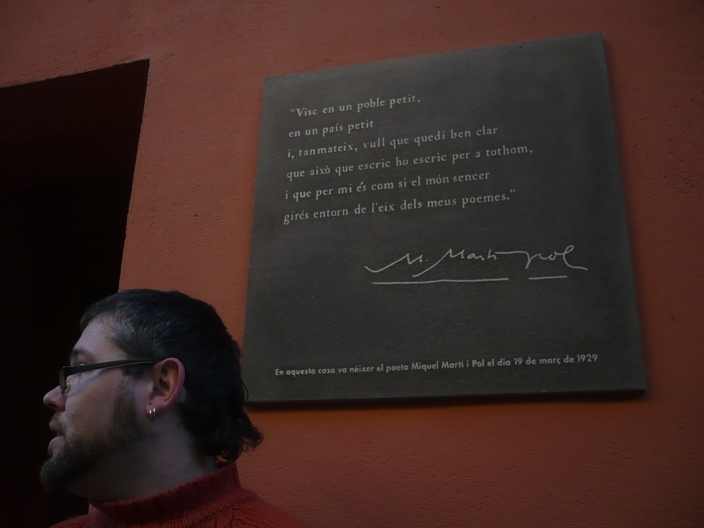 "Visc en un poble petit,
en un país petit
i, tanmateix, vull que quedi ben clar
que això que escric ho escric per a tothom,
i que per mi és com si el món sencer
girés entorn de l'eix dels meus poemes."
M. Martí Pol
En aquesta casa va néixer el poeta Miquel Martí i Pol el dia 19 de març de 1929